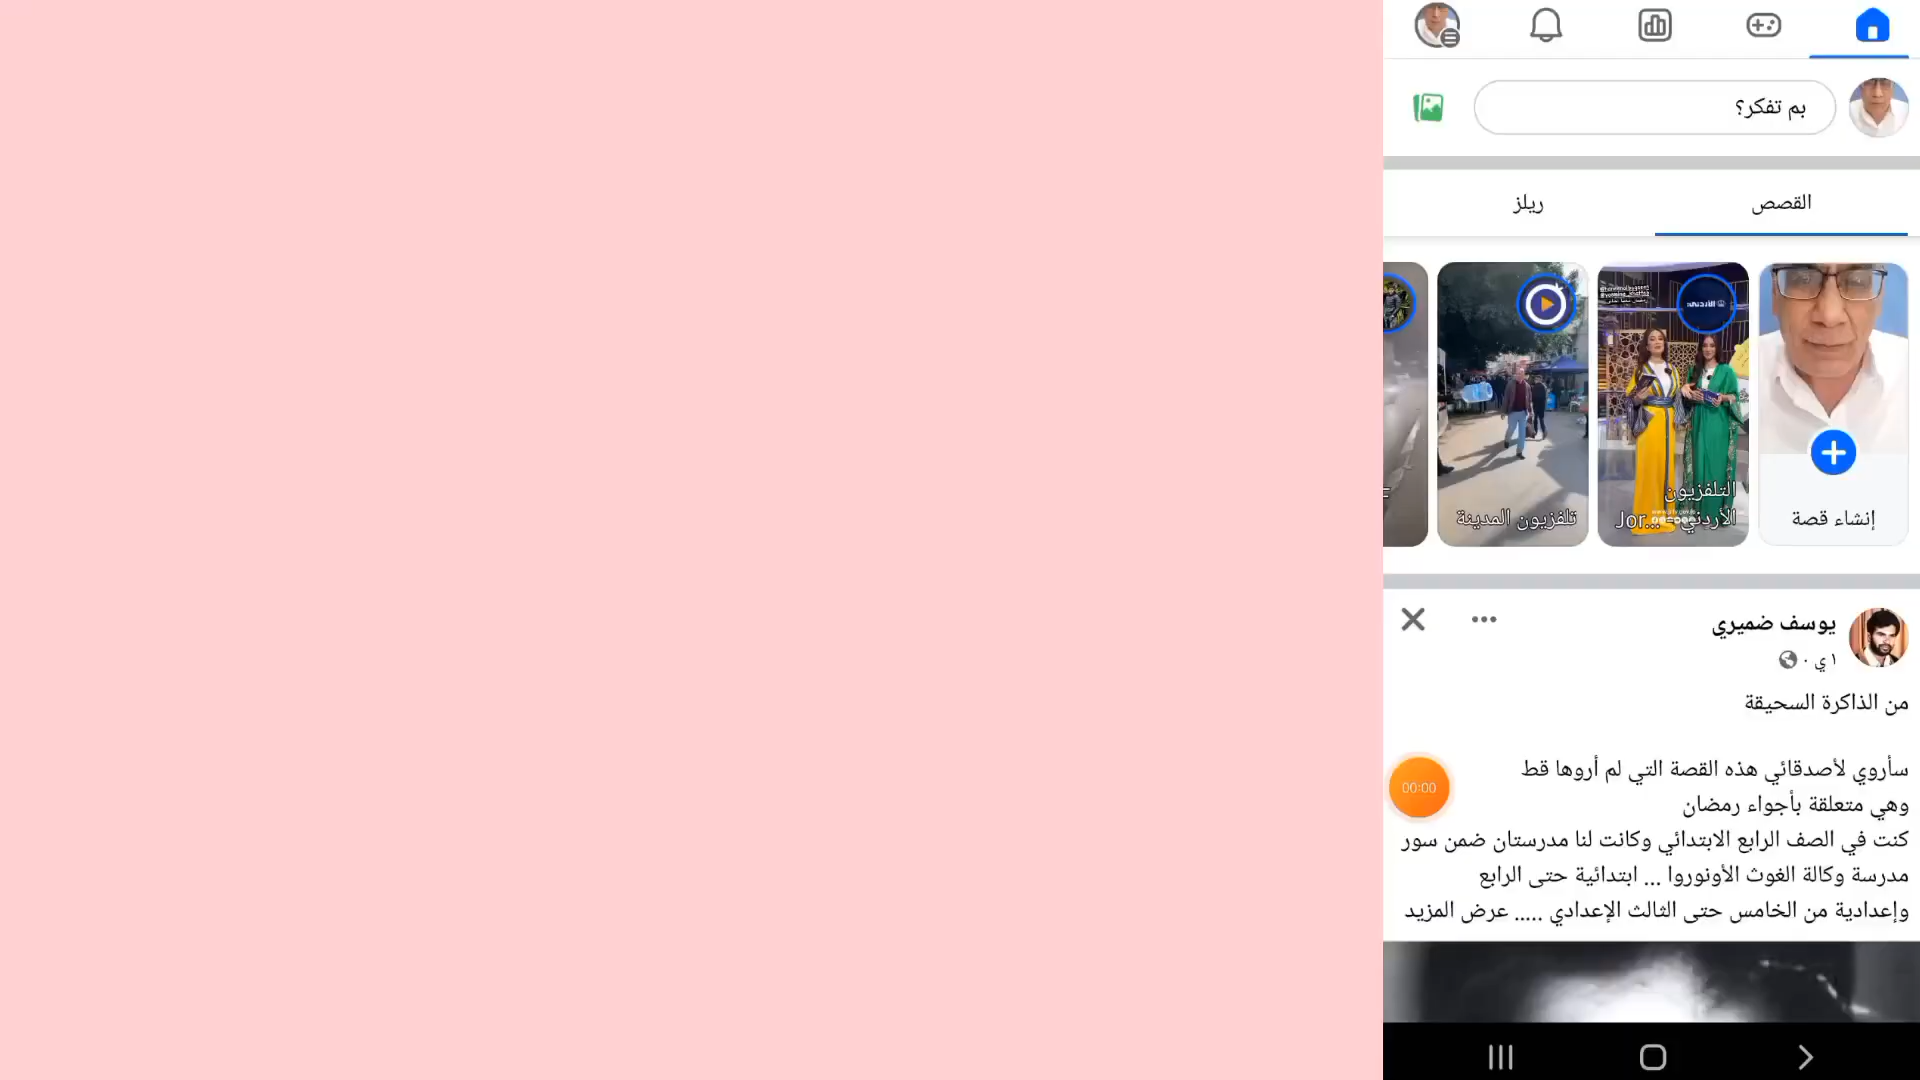 بم تفكر؟
القصص
ريلز
إنشاء قصة
التلفزيون
الأردني - Jor...
تلفزيون المدينة
يوسف ضميري
١ ي ·
من الذاكرة السحيقة
سأروي لأصدقائي هذه القصة التي لم أروها قط
وهي متعلقة بأجواء رمضان
كنت في الصف الرابع الابتدائي وكانت لنا مدرستان ضمن سور
مدرسة وكالة الغوث الأونوروا ... ابتدائية حتى الرابع
وإعدادية من الخامس حتى الثالث الإعدادي ..... عرض المزيد
00:00